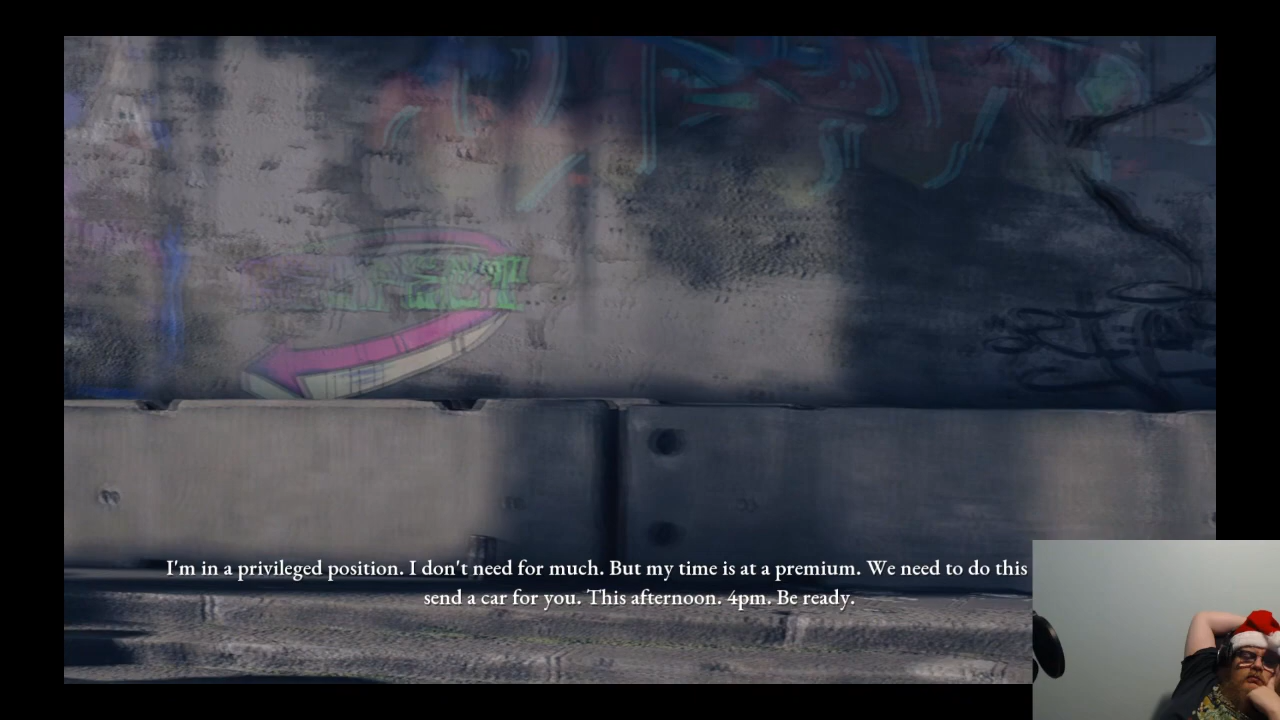 I'm in a privileged position. I don't need for much. But my time is at a premium. We need to do this
send a car for you. This afternoon. 4pm. Be ready.